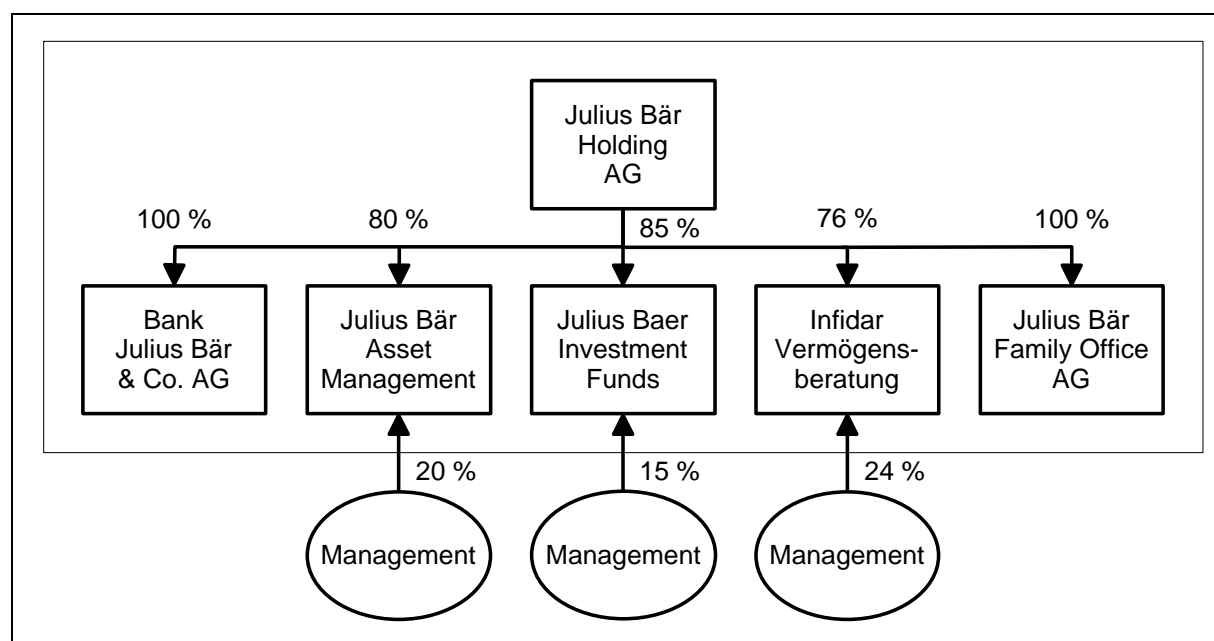 Julius Bär
Holding
AG
100 %
80 %
85 %
76 %
100 %
Bank
Julius Bär
& Co. AG
Julius Bär
Asset
Management
Julius Baer
Investment
Funds
Infidar
Vermögens-
beratung
Julius Bär
Family Office
AG
20 %
15 %
24 %
Management
Management
Management